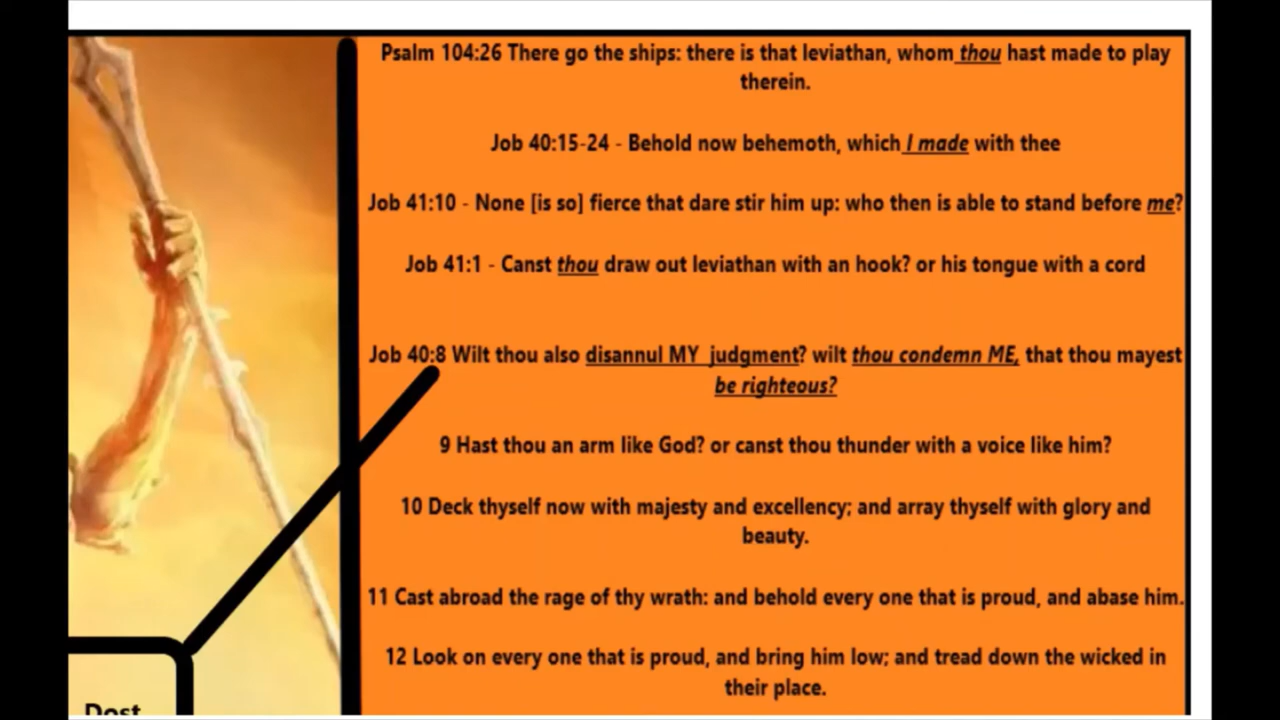 Psalm 104:26 There go the ships: there is that leviathan, whom thou hast made to play
therein.
Job 40:15-24 - Behold now behemoth, which I made with thee
Job 41:10 - None [is so] fierce that dare stir him up: who then is able to stand before me?
Job 41:1 - Canst thou draw out leviathan with an hook? or his tongue with a cord
Job 40:8 Wilt thou also disannul MY judgment? wilt thou condemn ME, that thou mayest
be righteous?
9 Hast thou an arm like God? or canst thou thunder with a voice like him?
10 Deck thyself now with majesty and excellency; and array thyself with glory and
beauty.
11 Cast abroad the rage of thy wrath: and behold every one that is proud, and abase him.
12 Look on every one that is proud, and bring him low; and tread down the wicked in
their place.
Dost